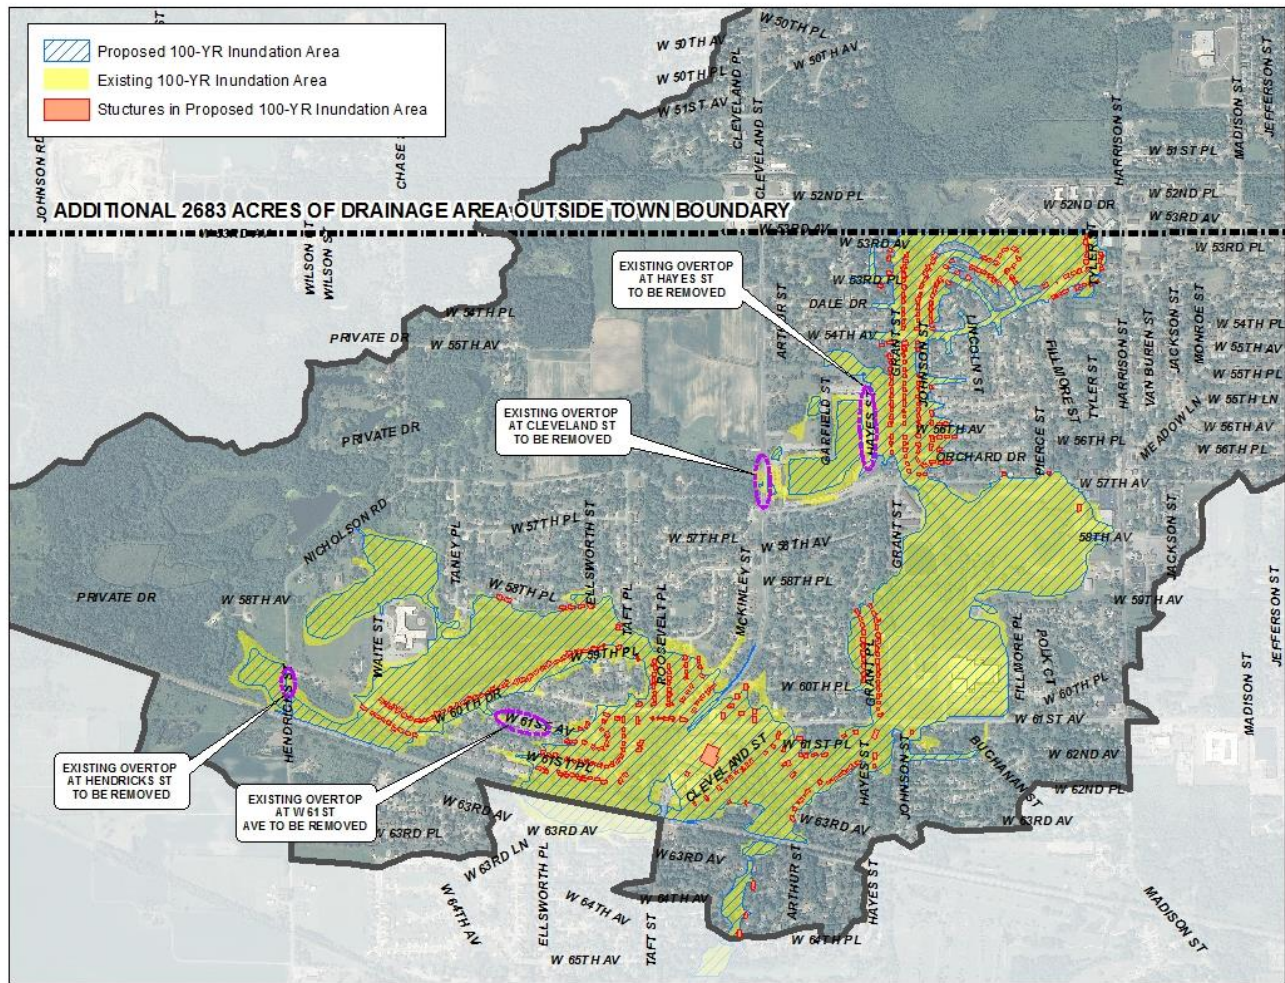 Proposed 100-YR Inundation Area
Existing 100-YR Inundation Area
Stuctures in Proposed 100-YR Inundation Area
W 50TH PL
W 50TH AV
W 50TH AV
W 50TH PL
W 51ST AV
CLEVELAND PL
CLEVELAND ST
JOHNSON RD
CHASE
HARRISON ST
MADISON ST
JEFFERSON ST
W 51ST PL
W 52ND PL
W 52ND PL
W 52ND DR
W 53RD AV
ADDITIONAL 2683 ACRES OF DRAINAGE AREA OUTSIDE TOWN BOUNDARY
W 53RD AV
W 53RD AV
W 53RD AV
W 53RD PL
WILSON ST
WILSON ST
EXISTING OVERTOP
AT HAYES ST
TO BE REMOVED
W 53RD PL
TYLER ST
DALE DR
ARTHUR ST
W 54TH PL
W 54TH AV
PRIVATE DR
W 55TH AV
GRANT ST
JOHNSON ST
LINCOLN ST
FILLMORE ST
TYLER ST
HARRISON ST
VAN BUREN ST
JACKSON ST
MONROE ST
W 54TH PL
W 55TH AV
W 55TH PL
W 55TH LN
W 56TH AV
W 56TH PL
MEADOW LN
EXISTING OVERTOP
AT CLEVELAND ST
TO BE REMOVED
GARFIELD ST
HAYES ST
W 56TH AV
ORCHARD DR
PIERCE ST
W 56TH PL
W 57TH AV
PRIVATE DR
NICHOLSON RD
TANEY PL
W 57TH PL
ELLSWORTH ST
W 57TH PL
W 58TH AV
GRANT ST
58TH AV
JACKSON ST
PRIVATE DR
W 58TH AV
WAITE ST
W 58TH PL
TAFT PL
ROOSEVELT PL
MCKINLEY ST
W 58TH PL
W 59TH AV
JEFFERSON ST
W 59TH PL
GRANT PL
FILLMORE PL
POLK CT
MADISON ST
HENDRICKS ST
W 60TH DR
W 60TH PL
W 60TH PL
W 61ST AV
W 61ST AV
W 61ST PL
CLEVELAND ST
W 61ST PL
HAYES ST
JOHNSON ST
BUCHANAN ST
W 62ND AV
W 62ND PL
EXISTING OVERTOP
AT HENDRICKS ST
TO BE REMOVED
EXISTING OVERTOP
AT W 61ST
AVE TO BE REMOVED
W 63RD AV
W 63RD PL
W 63RD AV
W 63RD AV
W 63RD AV
W 63RD LN
W 63RD AV
ARTHUR ST
HAYES ST
W 64TH AV
ELLSWORTH PL
W 64TH AV
W 64TH AV
TAFT ST
W 64TH PL
W 65TH AV
MADISON ST